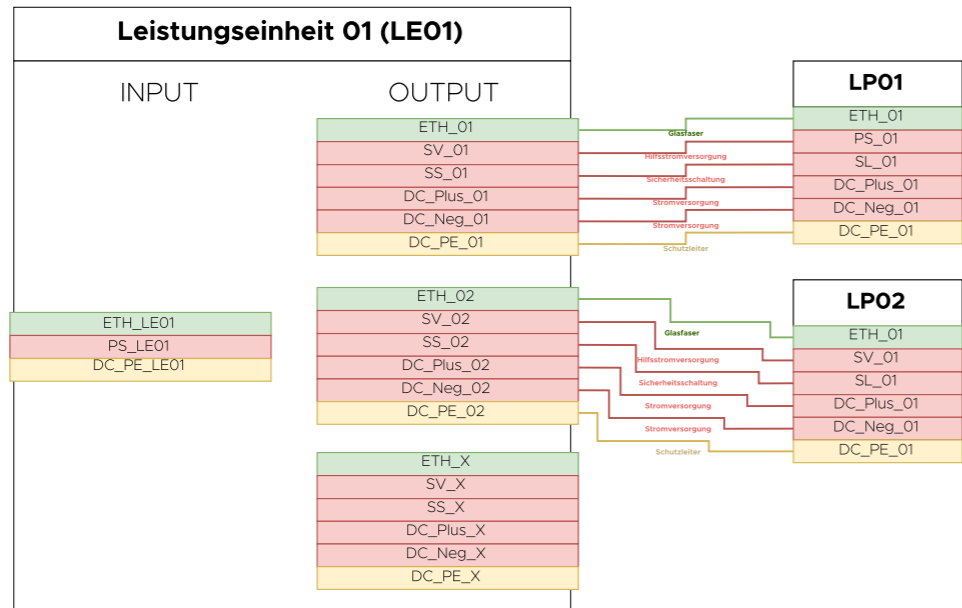 Leistungseinheit 01 (LE01)
INPUT
OUTPUT
ETH_LE01
PS_LE01
DC_PE_LE01
ETH_01
SV_01
SS_01
DC_Plus_01
DC_Neg_01
DC_PE_01
ETH_02
SV_02
SS_02
DC_Plus_02
DC_Neg_02
DC_PE_02
ETH_X
SV_X
SS_X
DC_Plus_X
DC_Neg_X
DC_PE_X
Glasfaser
Hilfsstromversorgung
Sicherheitsschaltung
Stromversorgung
Stromversorgung
Schutzleiter
Glasfaser
Hilfsstromversorgung
Sicherheitsschaltung
Stromversorgung
Stromversorgung
Schutzleiter
LP01
ETH_01
PS_01
SL_01
DC_Plus_01
DC_Neg_01
DC_PE_01
LP02
ETH_01
SV_01
SL_01
DC_Plus_01
DC_Neg_01
DC_PE_01